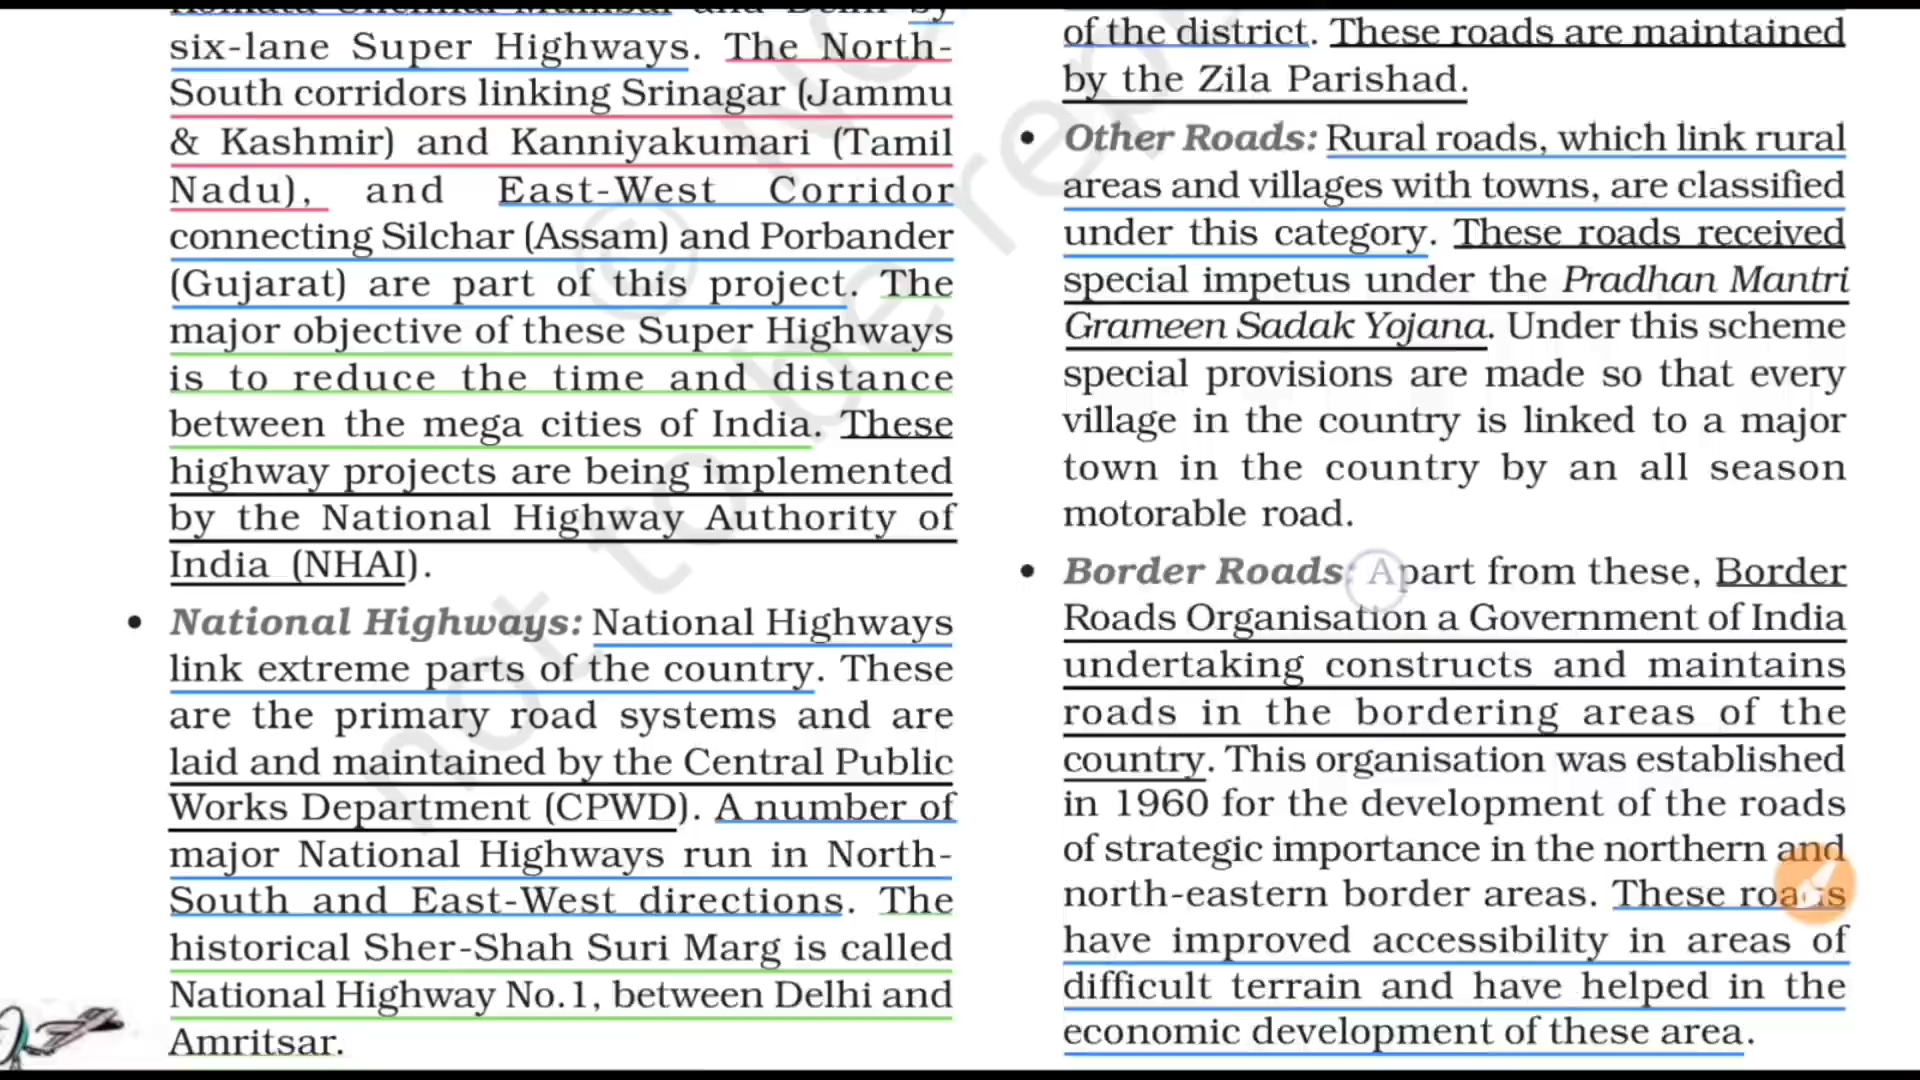 Kolkata-Chennai-Mumbai and Delhi by
six-lane Super Highways. The North-
South corridors linking Srinagar (Jammu
& Kashmir) and Kanniyakumari (Tamil
Nadu), and East-West Corridor
connecting Silchar (Assam) and Porbander
(Gujarat) are part of this project. The
major objective of these Super Highways
is to reduce the time and distance
between the mega cities of India. These
highway projects are being implemented
by the National Highway Authority of
India (NHAI).
• National Highways: National Highways
link extreme parts of the country. These
are the primary road systems and are
laid and maintained by the Central Public
Works Department (CPWD). A number of
major National Highways run in North-
South and East-West directions. The
historical Sher-Shah Suri Marg is called
National Highway No.1, between Delhi and
Amritsar.
of the district. These roads are maintained
by the Zila Parishad.
• Other Roads: Rural roads, which link rural
areas and villages with towns, are classified
under this category. These roads received
special impetus under the Pradhan Mantri
Grameen Sadak Yojana. Under this scheme
special provisions are made so that every
village in the country is linked to a major
town in the country by an all season
motorable road.
• Border Roads: Apart from these, Border
Roads Organisation a Government of India
undertaking constructs and maintains
roads in the bordering areas of the
country. This organisation was established
in 1960 for the development of the roads
of strategic importance in the northern and
north-eastern border areas. These roads
have improved accessibility in areas of
difficult terrain and have helped in the
economic development of these area.
not to be rep